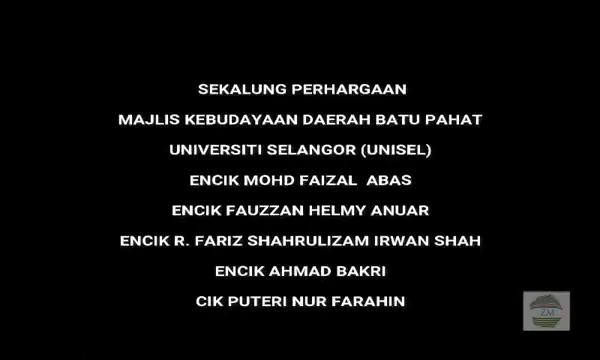 SEKALUNG PERHARGAAN
MAJLIS KEBUDAYAAN DAERAH BATU PAHAT
UNIVERSITI SELANGOR (UNISEL)
ENCIK MOHD FAIZAL ABAS
ENCIK FAUZZAN HELMY ANUAR
ENCIK R. FARIZ SHAHRULIZAM IRWAN SHAH
ENCIK AHMAD BAKRI
CIK PUTERI NUR FARAHIN
ZM